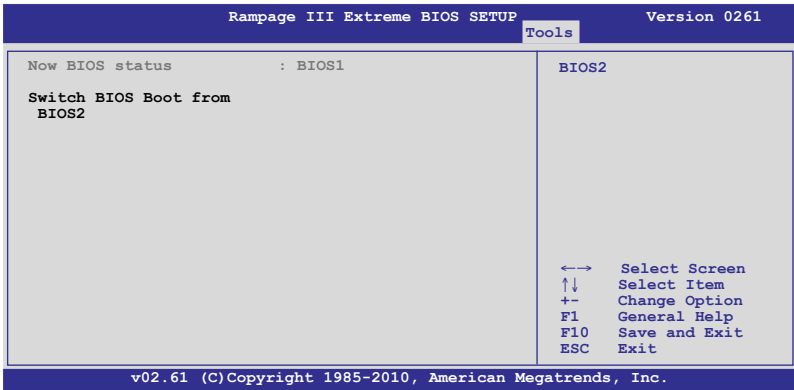 Rampage III Extreme BIOS SETUP Version 0261
Tools
Now BIOS status : BIOS1
Switch BIOS Boot from
BIOS2
BIOS2
←→ Select Screen
↑↓ Select Item
+- Change Option
F1 General Help
F10 Save and Exit
ESC Exit
v02.61 (C)Copyright 1985-2010, American Megatrends, Inc.